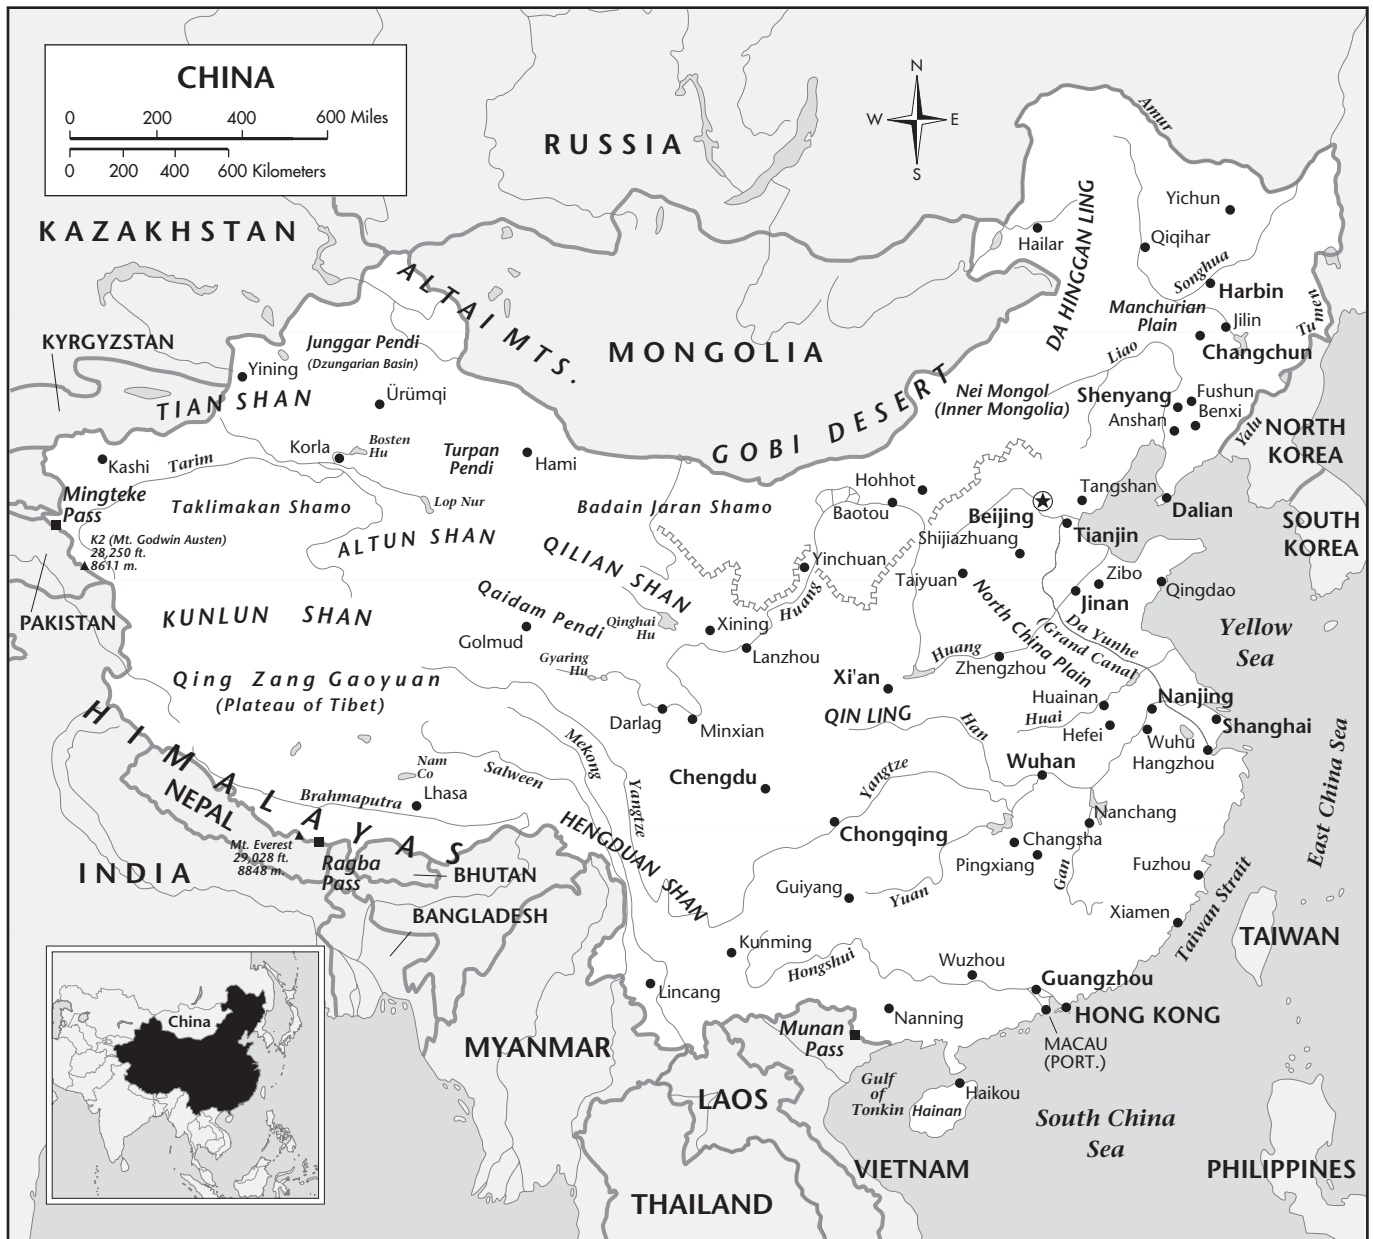 CHINA
0 200 400 600 Miles
0 200 400 600 Kilometers
N
W E
S
RUSSIA
KAZAKHSTAN
Amur
Yichun
Hailar
Qiqihar
DA HINGGAN LING
Songhua
Harbin
ALTAI MTS.
Manchurian
Plain
Jilin
Tumen
KYRGYZSTAN
Junggar Pendi
(Dzungarian Basin)
MONGOLIA
Changchun
Liao
Yining
Ürümqi
TIAN SHAN
Nei Mongol
(Inner Mongolia)
Shenyang
Fushun
Benxi
Anshan
GOBI DESERT
Yalu
NORTH
KOREA
Kashi
Tarim
Korla
Bosten
Hu
Turpan
Pendi
Hami
Mingteke
Pass
Taklimakan Shamo
Lop Nur
Badain Jaran Shamo
Hohhot
Baotou
Beijing
Tangshan
Dalian
Tianjin
SOUTH
KOREA
K2 (Mt. Godwin Austen)
28,250 ft.
8611 m.
ALTUN SHAN
QILIAN SHAN
Shijiazhuang
Yinchuan
Taiyuan
Zibo
Qingdao
Jinan
PAKISTAN
KUNLUN SHAN
Qaidam Pendi
Golmud
Qinghai
Hu
Xining
Huang
Lanzhou
North China Plain
Da Yunhe
(Grand Canal)
Yellow
Sea
Gyaring
Hu
Huang
Zhengzhou
Qing Zang Gaoyuan
(Plateau of Tibet)
Xi'an
Darlag
Minxian
QIN LING
Han
Huainan
Huai
Hefei
Nanjing
Shanghai
Wuhu
Hangzhou
HIMALAYAS
Mekong
Nam
Co
Salween
Yangtze
Chengdu
Yangtze
Wuhan
East China Sea
NEPAL
Brahmaputra
Lhasa
Nanchang
Mt. Everest
29,028 ft.
8848 m.
Ragba
Pass
HENGDUAN SHAN
Chongqing
Changsha
Pingxiang
Gan
INDIA
BHUTAN
Guiyang
Yuan
Fuzhou
BANGLADESH
Xiamen
Taiwan Strait
TAIWAN
Kunming
Hongshui
Wuzhou
Lincang
Guangzhou
China
Nanning
HONG KONG
MYANMAR
Munan
Pass
MACAU
(PORT.)
LAOS
Gulf
of
Tonkin
Haikou
Hainan
South China
Sea
VIETNAM
PHILIPPINES
THAILAND